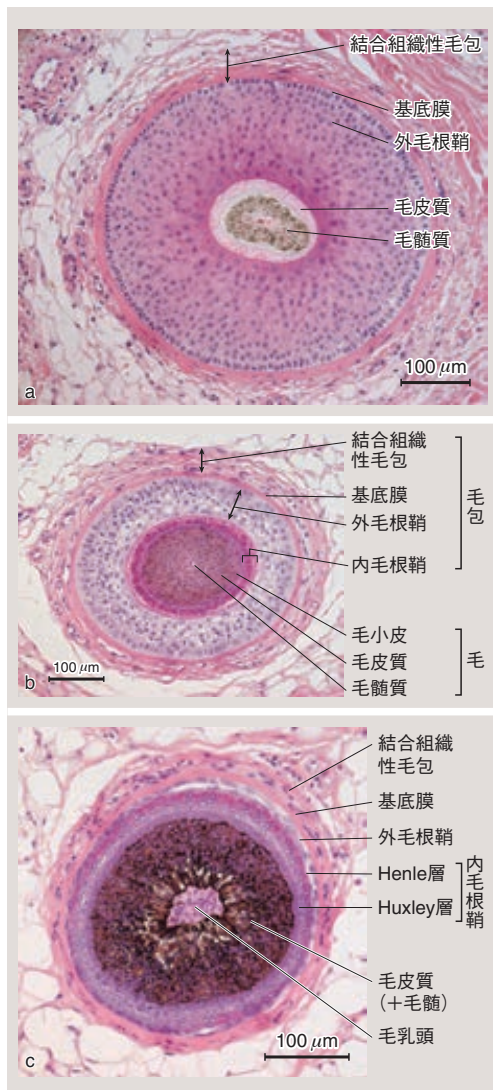 結合組織性毛包
基底膜
外毛根鞘
毛皮質
毛髄質
100 μm
a
結合組織
性毛包
基底膜
外毛根鞘
内毛根鞘
毛包
毛小皮
毛皮質
毛髄質
毛
100 μm
b
結合組織
性毛包
基底膜
外毛根鞘
Henle層
Huxley層
内毛根鞘
毛皮質
(+毛髄)
毛乳頭
100 μm
c